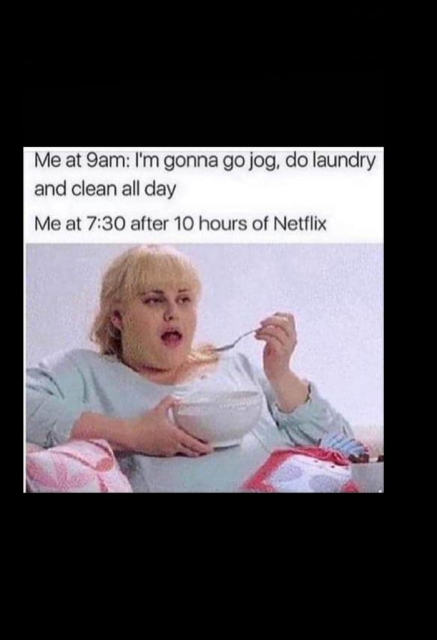 Me at 9am: I'm gonna go jog, do laundry
and clean all day
Me at 7:30 after 10 hours of Netflix